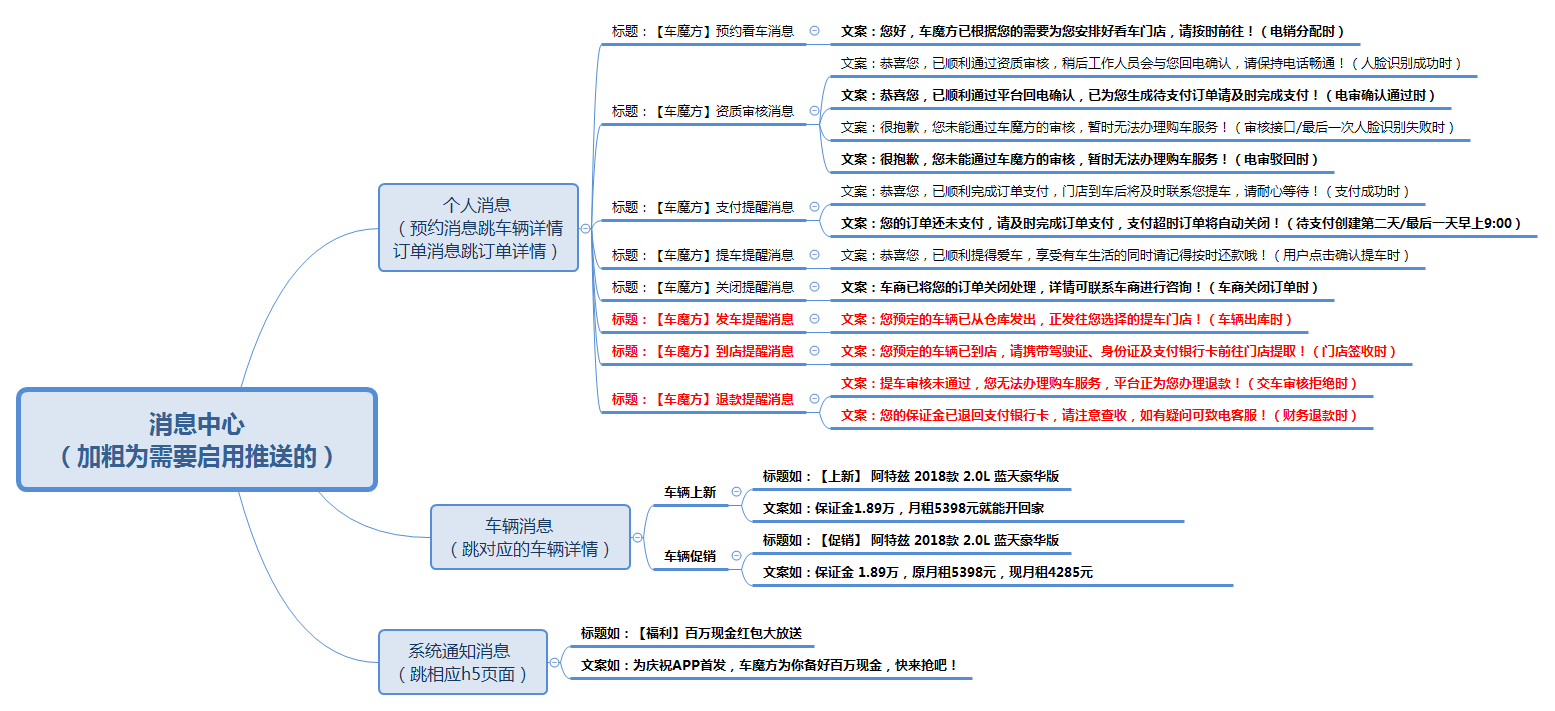 消息中心
（加粗为需要启用推送的）
个人消息
（预约消息跳车辆详情
订单消息跳订单详情）
标题：【车魔方】预约看车消息
文案：您好，车魔方已根据您的需要为您安排好看车门店，请按时前往！（电销分配时）
标题：【车魔方】资质审核消息
文案：恭喜您，已顺利通过资质审核，稍后工作人员会与您回电确认，请保持电话畅通！（人脸识别成功时）
文案：恭喜您，已顺利通过平台回电确认，已为您生成待支付订单请及时完成支付！（电审确认通过时）
文案：很抱歉，您未能通过车魔方的审核，暂时无法办理购车服务！（审核接口/最后一次人脸识别失败时）
文案：很抱歉，您未能通过车魔方的审核，暂时无法办理购车服务！（电审驳回时）
标题：【车魔方】支付提醒消息
文案：恭喜您，已顺利完成订单支付，门店到车后将及时联系您提车，请耐心等待！（支付成功时）
文案：您的订单还未支付，请及时完成订单支付，支付超时订单将自动关闭！（待支付创建第二天/最后一天早上9:00）
标题：【车魔方】提车提醒消息
文案：恭喜您，已顺利提得爱车，享受有车生活的同时请记得按时还款哦！（用户点击确认提车时）
标题：【车魔方】关闭提醒消息
文案：车商已将您的订单关闭处理，详情可联系车商进行咨询！（车商关闭订单时）
标题：【车魔方】发车提醒消息
文案：您预定的车辆已从仓库发出，正发往您选择的提车门店！（车辆出库时）
标题：【车魔方】到店提醒消息
文案：您预定的车辆已到店，请携带驾驶证、身份证及支付银行卡前往门店提取！（门店签收时）
标题：【车魔方】退款提醒消息
文案：提车审核未通过，您无法办理购车服务，平台正为您办理退款！（交车审核拒绝时）
文案：您的保证金已退回支付银行卡，请注意查收，如有疑问可致电客服！（财务退款时）
车辆消息
（跳对应的车辆详情）
车辆上新
标题如：【上新】 阿特兹 2018款 2.0L 蓝天豪华版
文案如：保证金1.89万，月租5398元就能开回家
车辆促销
标题如：【促销】 阿特兹 2018款 2.0L 蓝天豪华版
文案如：保证金 1.89万，原月租5398元，现月租4285元
系统通知消息
（跳相应h5页面）
标题如：【福利】百万现金红包大放送
文案如：为庆祝APP首发，车魔方为你备好百万现金，快来抢吧！